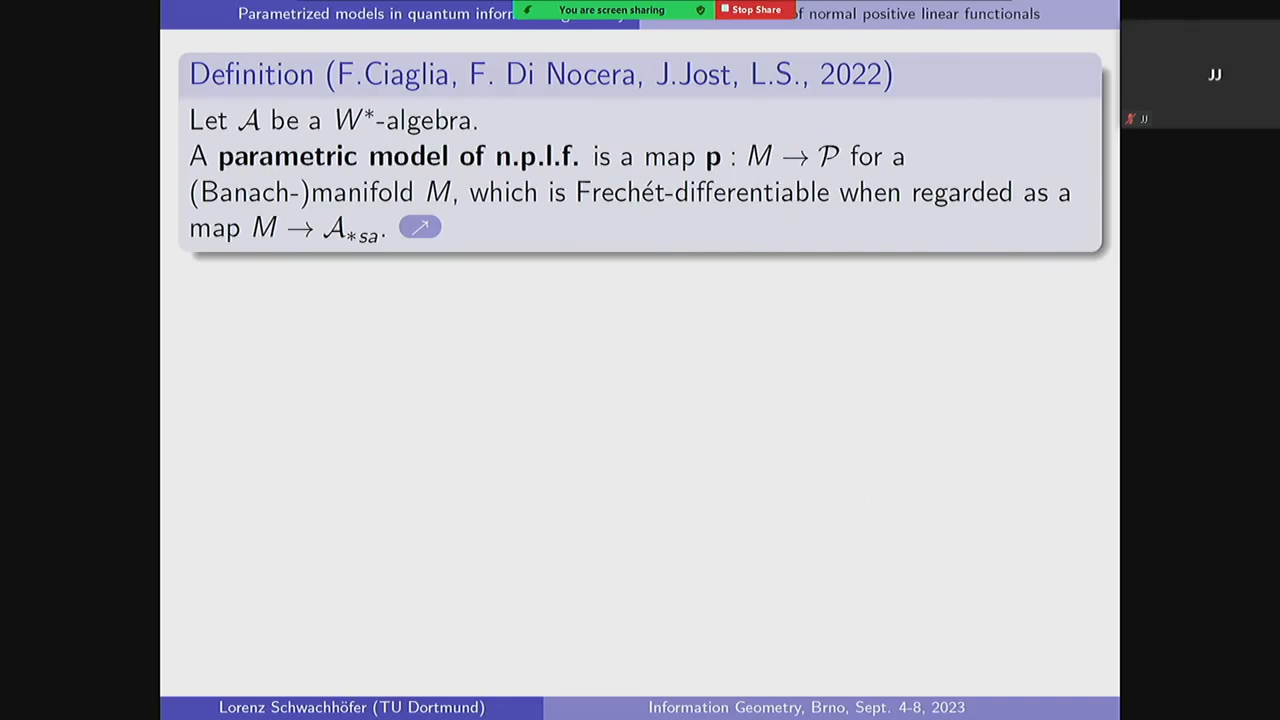 Parametrized models in quantum infor
You are screen sharing
Stop Share
f normal positive linear functionals
Definition (F.Ciaglia, F. Di Nocera, J.Jost, L.S., 2022)
JJ
Let 𝒜 be a W*-algebra.
JJ
A parametric model of n.p.l.f. is a map p : M → 𝒫 for a
(Banach-)manifold M, which is Frechét-differentiable when regarded as a
map M → 𝒜*sa. ↗
Lorenz Schwachhöfer (TU Dortmund)
Information Geometry, Brno, Sept. 4-8, 2023